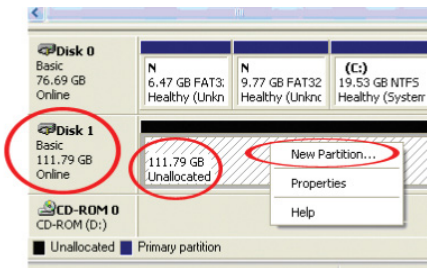 Disk 0
Basic
76.69 GB
Online
N
6.47 GB FAT32
Healthy (Unkn
N
9.77 GB FAT32
Healthy (Unknc
(C:)
19.53 GB NTFS
Healthy (System
Disk 1
Basic
111.79 GB
Online
111.79 GB
Unallocated
New Partition...
Properties
Help
CD-ROM 0
CD-ROM (D:)
Unallocated
Primary partition